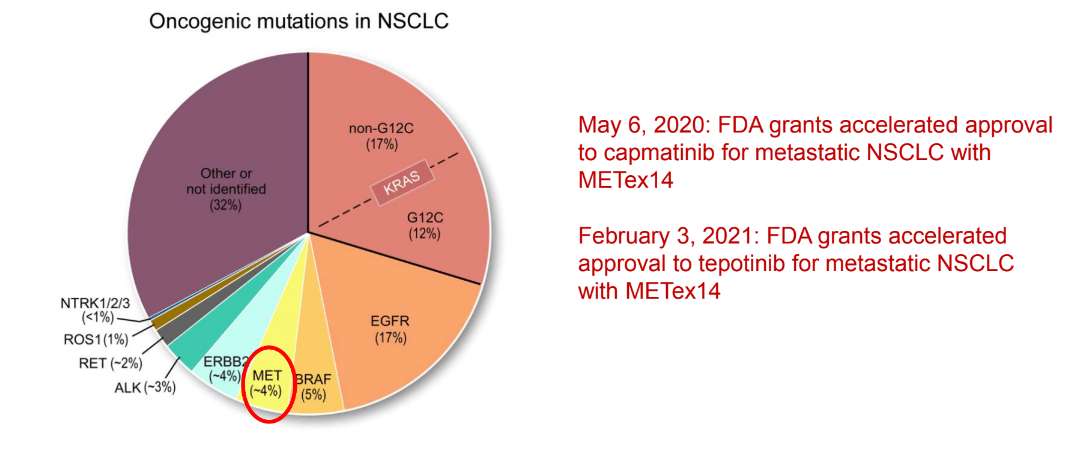 Oncogenic mutations in NSCLC
non-G12C
(17%)
KRAS
G12C
(12%)
EGFR
(17%)
BRAF
(5%)
MET
(~4%)
ERBB2
(~4%)
ALK (~3%)
RET (~2%)
ROS1 (1%)
NTRK1/2/3
(<1%)
Other or
not identified
(32%)
May 6, 2020: FDA grants accelerated approval
to capmatinib for metastatic NSCLC with
METex14
February 3, 2021: FDA grants accelerated
approval to tepotinib for metastatic NSCLC
with METex14